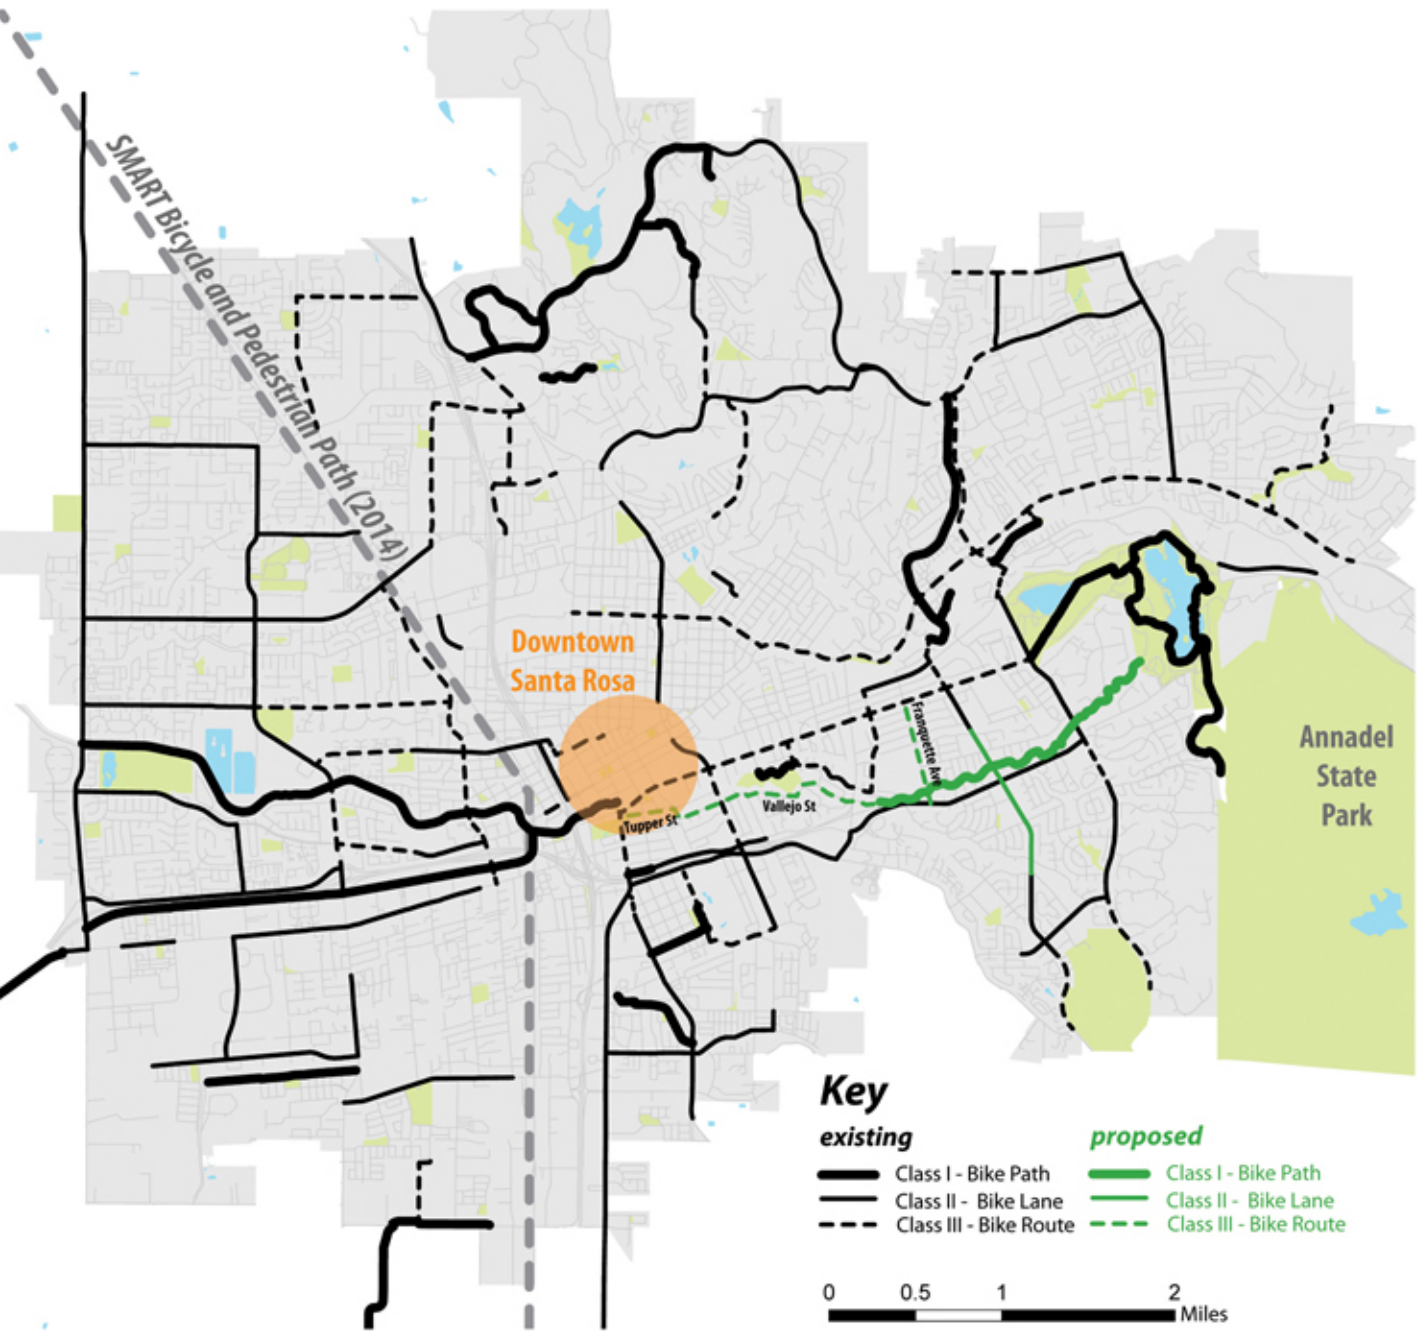 SMART Bicycle and Pedestrian Path (2014)
Downtown
Santa Rosa
Franquette Ave
Vallejo St
Tupper St
Annadel
State
Park
Key
existing
proposed
Class I - Bike Path
Class I - Bike Path
Class II - Bike Lane
Class II - Bike Lane
Class III - Bike Route
Class III - Bike Route
0 0.5 1 2
Miles